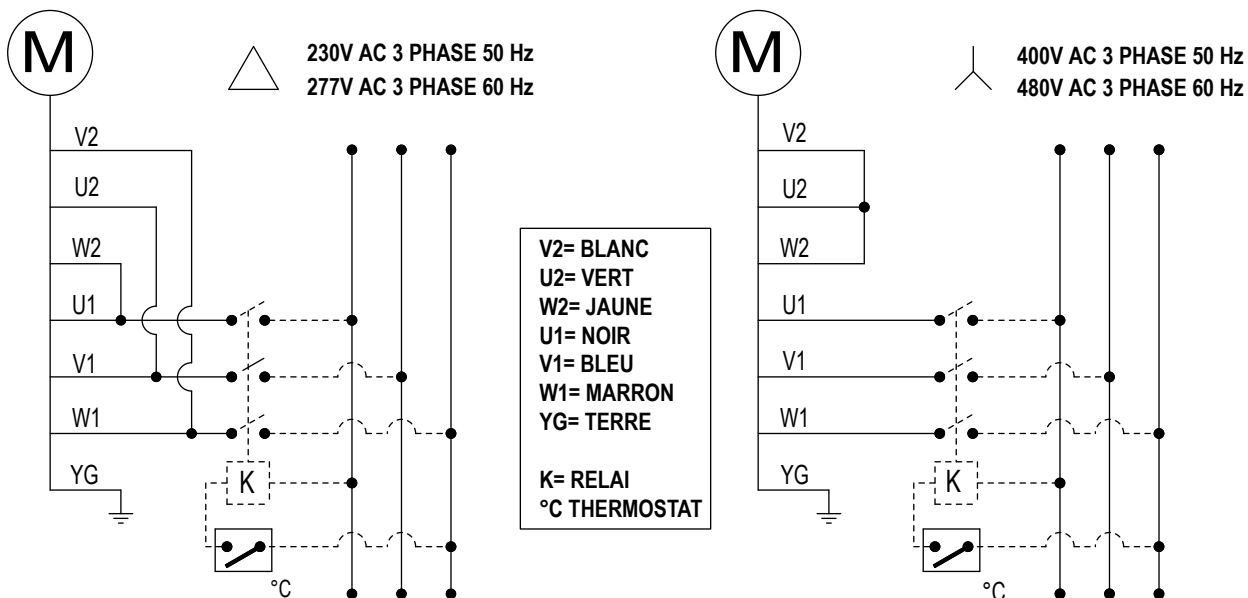 M
230V AC 3 PHASE 50 Hz
277V AC 3 PHASE 60 Hz
V2
U2
W2
U1
V1
W1
YG
K
°C
V2= BLANC
U2= VERT
W2= JAUNE
U1= NOIR
V1= BLEU
W1= MARRON
YG= TERRE
K= RELAI
°C THERMOSTAT
M
400V AC 3 PHASE 50 Hz
480V AC 3 PHASE 60 Hz
V2
U2
W2
U1
V1
W1
YG
K
°C